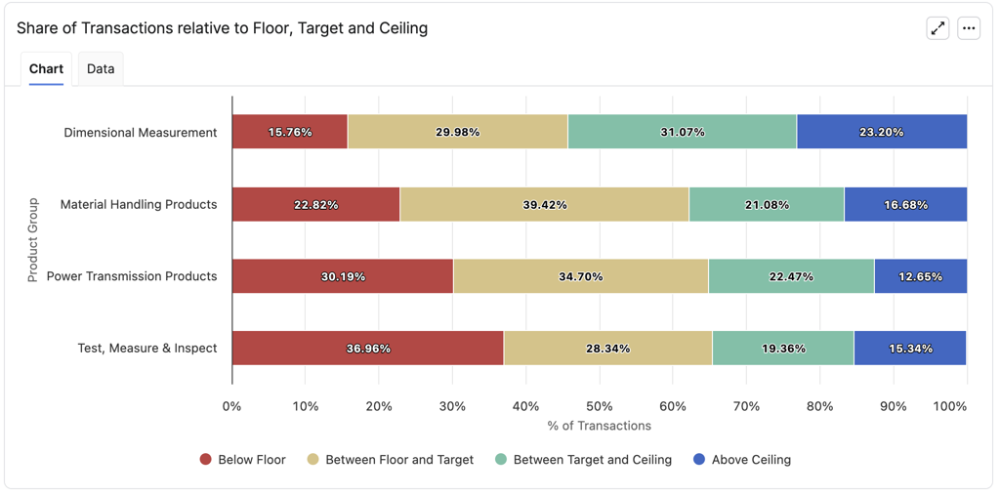 Share of Transactions relative to Floor, Target and Ceiling
Chart Data
Product Group
Dimensional Measurement 15.76% 29.98% 31.07% 23.20%
Material Handling Products 22.82% 39.42% 21.08% 16.68%
Power Transmission Products 30.19% 34.70% 22.47% 12.65%
Test, Measure & Inspect 36.96% 28.34% 19.36% 15.34%
0% 10% 20% 30% 40% 50% 60% 70% 80% 90% 100%
% of Transactions
Below Floor Between Floor and Target Between Target and Ceiling Above Ceiling